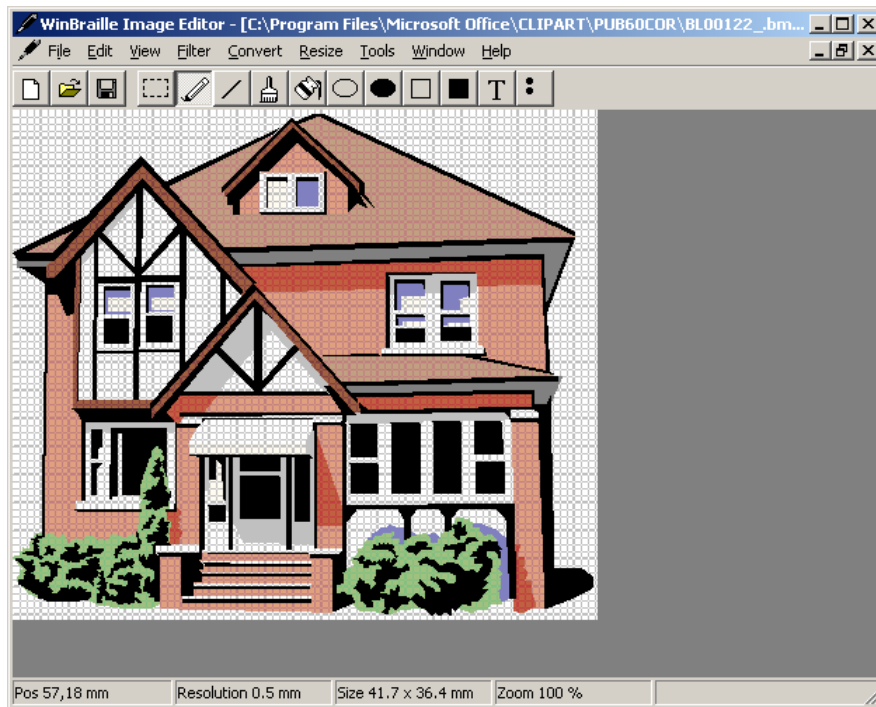 WinBraille Image Editor - [C:\Program Files\Microsoft Office\CLIPART\PUB60COR\BL00122_.bm...
File Edit View Filter Convert Resize Tools Window Help
T
Pos 57,18 mm Resolution 0.5 mm Size 41.7 x 36.4 mm Zoom 100 %